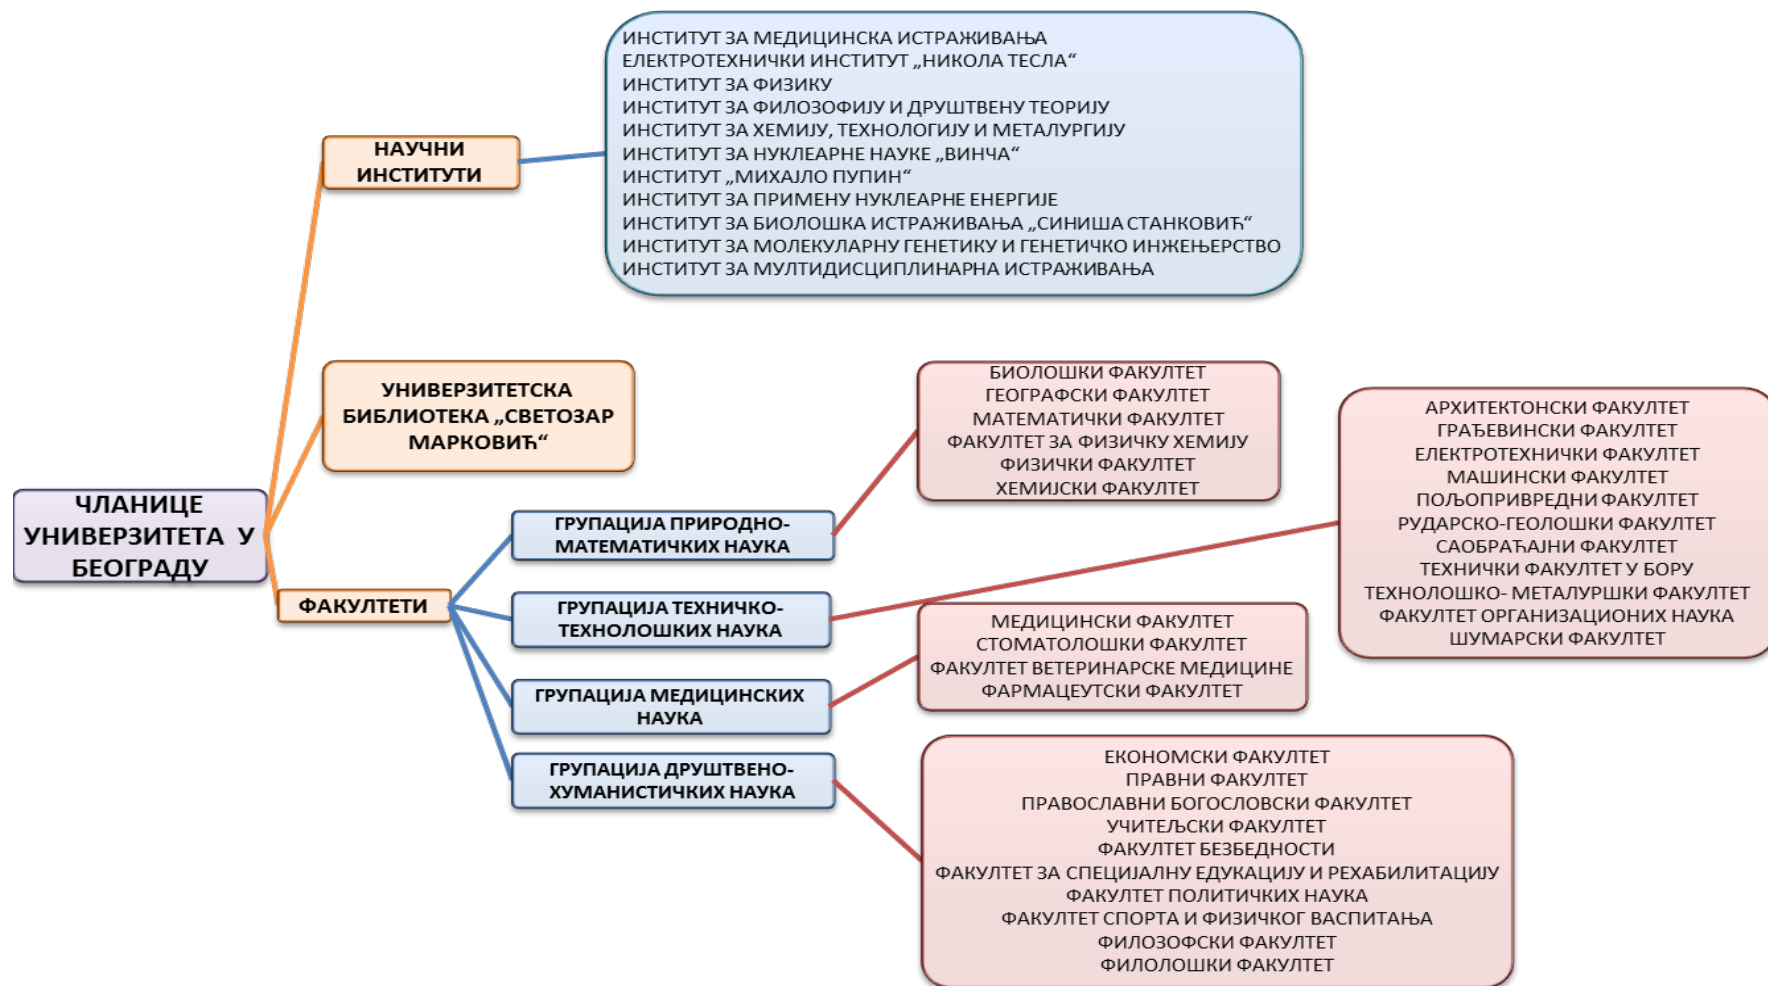 ЧЛАНИЦЕ
УНИВЕРЗИТЕТА У
БЕОГРАДУ
НАУЧНИ
ИНСТИТУТИ
ИНСТИТУТ ЗА МЕДИЦИНСКА ИСТРАЖИВАЊА
ЕЛЕКТРОТЕХНИЧКИ ИНСТИТУТ „НИКОЛА ТЕСЛА“
ИНСТИТУТ ЗА ФИЗИКУ
ИНСТИТУТ ЗА ФИЛОЗОФИЈУ И ДРУШТВЕНУ ТЕОРИЈУ
ИНСТИТУТ ЗА ХЕМИЈУ, ТЕХНОЛОГИЈУ И МЕТАЛУРГИЈУ
ИНСТИТУТ ЗА НУКЛЕАРНЕ НАУКЕ „ВИНЧА“
ИНСТИТУТ „МИХАЈЛО ПУПИН“
ИНСТИТУТ ЗА ПРИМЕНУ НУКЛЕАРНЕ ЕНЕРГИЈЕ
ИНСТИТУТ ЗА БИОЛОШКА ИСТРАЖИВАЊА „СИНИША СТАНКОВИЋ“
ИНСТИТУТ ЗА МОЛЕКУЛАРНУ ГЕНЕТИКУ И ГЕНЕТИЧКО ИНЖЕЊЕРСТВО
ИНСТИТУТ ЗА МУЛТИДИСЦИПЛИНАРНА ИСТРАЖИВАЊА
УНИВЕРЗИТЕТСКА
БИБЛИОТЕКА „СВЕТОЗАР
МАРКОВИЋ“
ФАКУЛТЕТИ
ГРУПАЦИЈА ПРИРОДНО-
МАТЕМАТИЧКИХ НАУКА
БИОЛОШКИ ФАКУЛТЕТ
ГЕОГРАФСКИ ФАКУЛТЕТ
МАТЕМАТИЧКИ ФАКУЛТЕТ
ФАКУЛТЕТ ЗА ФИЗИЧКУ ХЕМИЈУ
ФИЗИЧКИ ФАКУЛТЕТ
ХЕМИЈСКИ ФАКУЛТЕТ
ГРУПАЦИЈА ТЕХНИЧКО-
ТЕХНОЛОШКИХ НАУКА
АРХИТЕКТОНСКИ ФАКУЛТЕТ
ГРАЂЕВИНСКИ ФАКУЛТЕТ
ЕЛЕКТРОТЕХНИЧКИ ФАКУЛТЕТ
МАШИНСКИ ФАКУЛТЕТ
ПОЉОПРИВРЕДНИ ФАКУЛТЕТ
РУДАРСКО-ГЕОЛОШКИ ФАКУЛТЕТ
САОБРАЋАЈНИ ФАКУЛТЕТ
ТЕХНИЧКИ ФАКУЛТЕТ У БОРУ
ТЕХНОЛОШКО- МЕТАЛУРШКИ ФАКУЛТЕТ
ФАКУЛТЕТ ОРГАНИЗАЦИОНИХ НАУКА
ШУМАРСКИ ФАКУЛТЕТ
ГРУПАЦИЈА МЕДИЦИНСКИХ
НАУКА
МЕДИЦИНСКИ ФАКУЛТЕТ
СТОМАТОЛОШКИ ФАКУЛТЕТ
ФАКУЛТЕТ ВЕТЕРИНАРСКЕ МЕДИЦИНЕ
ФАРМАЦЕУТСКИ ФАКУЛТЕТ
ГРУПАЦИЈА ДРУШТВЕНО-
ХУМАНИСТИЧКИХ НАУКА
ЕКОНОМСКИ ФАКУЛТЕТ
ПРАВНИ ФАКУЛТЕТ
ПРАВОСЛАВНИ БОГОСЛОВСКИ ФАКУЛТЕТ
УЧИТЕЉСКИ ФАКУЛТЕТ
ФАКУЛТЕТ БЕЗБЕДНОСТИ
ФАКУЛТЕТ ЗА СПЕЦИЈАЛНУ ЕДУКАЦИЈУ И РЕХАБИЛИТАЦИЈУ
ФАКУЛТЕТ ПОЛИТИЧКИХ НАУКА
ФАКУЛТЕТ СПОРТА И ФИЗИЧКОГ ВАСПИТАЊА
ФИЛОЗОФСКИ ФАКУЛТЕТ
ФИЛОЛОШКИ ФАКУЛТЕТ